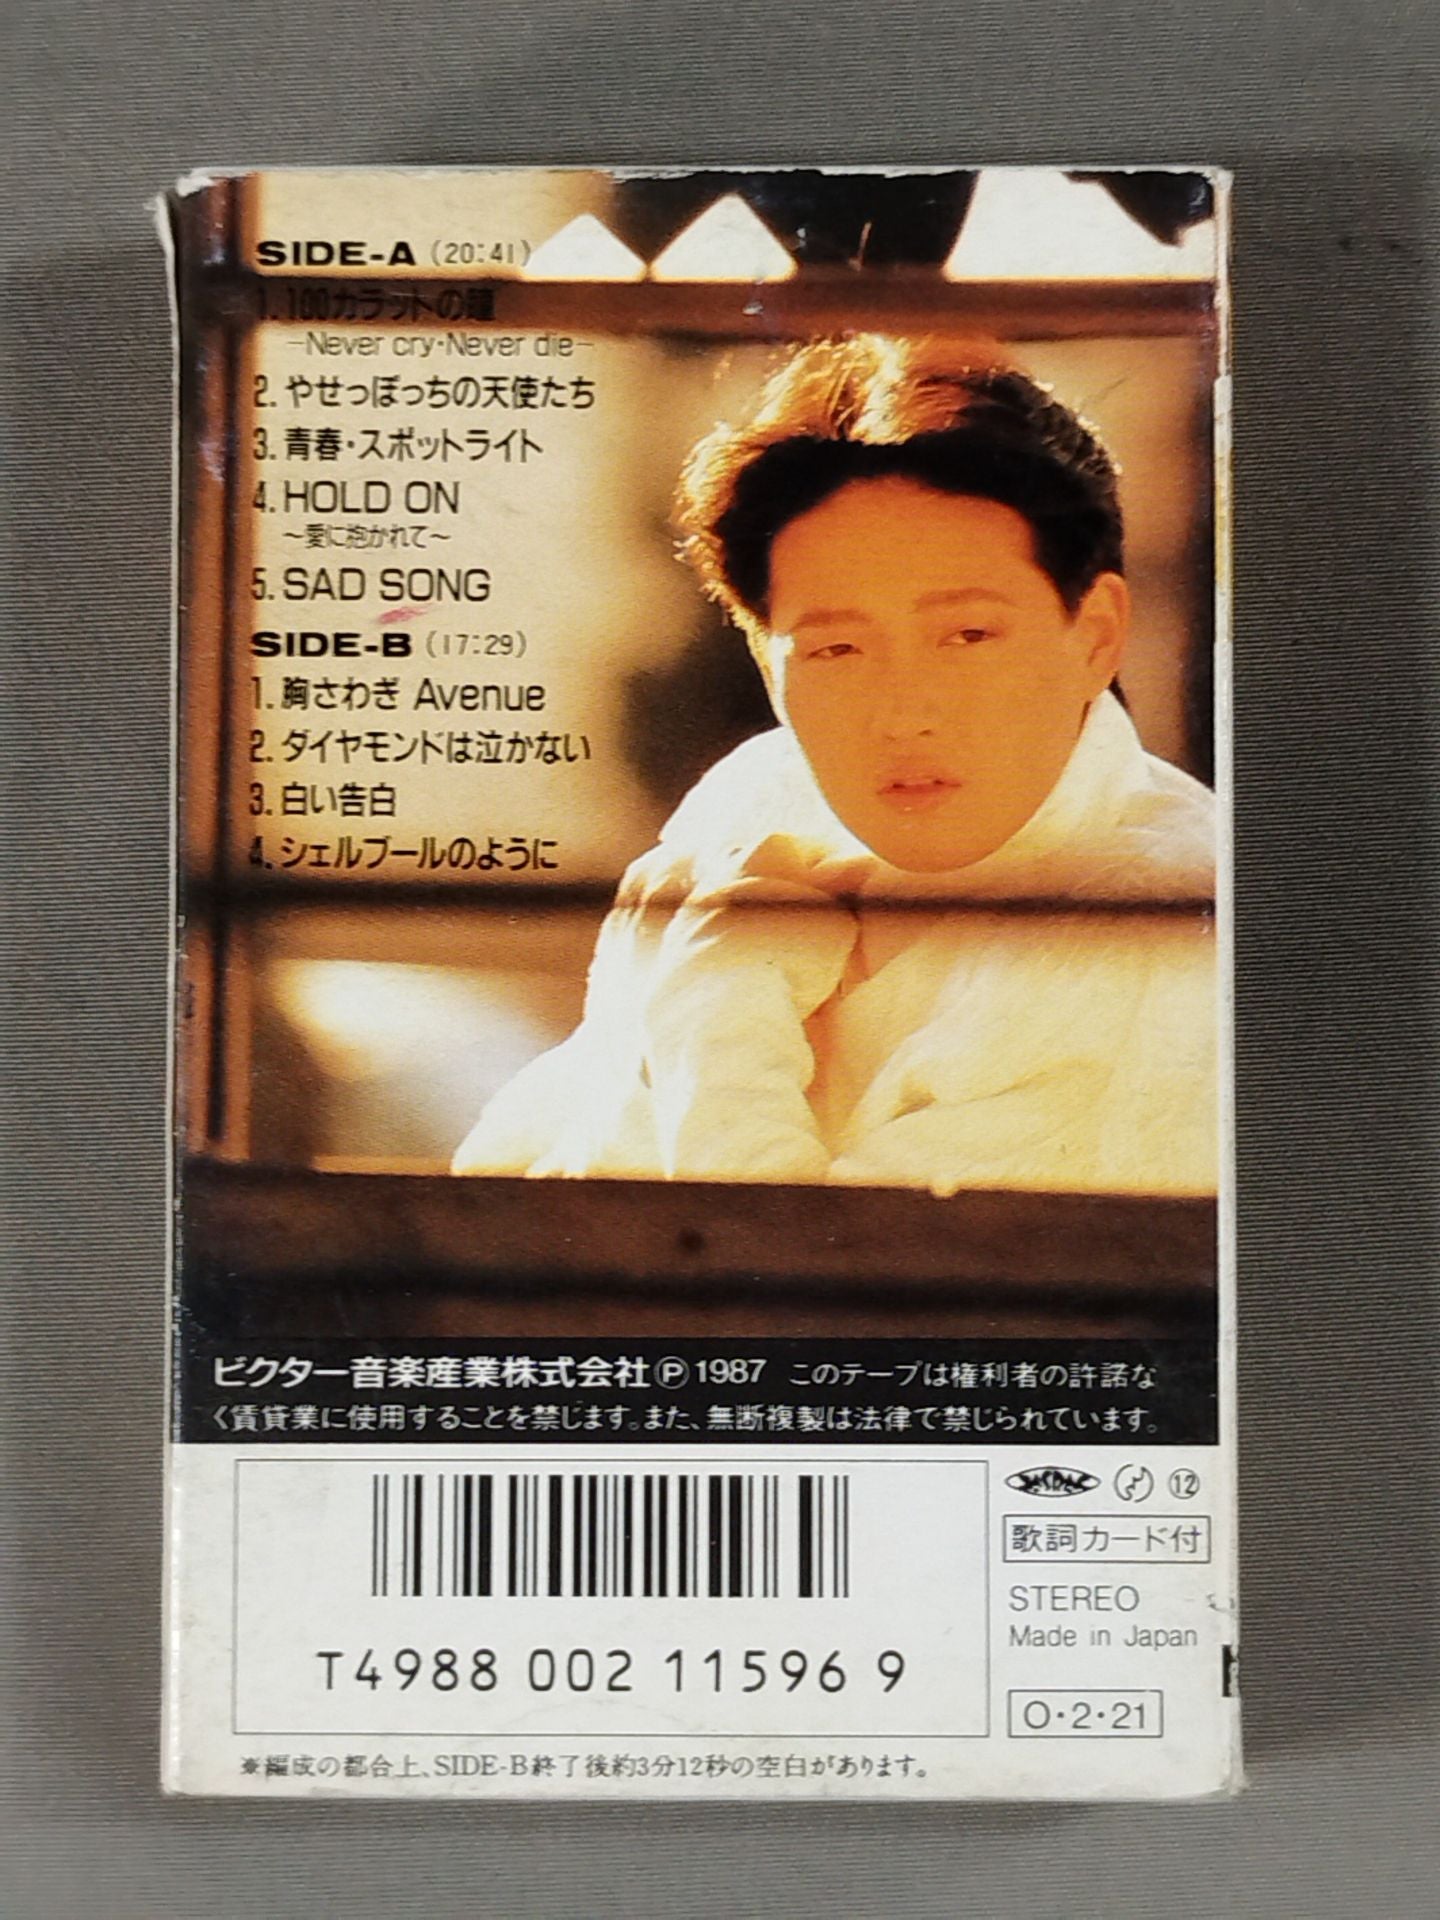 SIDE-A (20:41)
1. 100カラットの瞳
−Never cry・Never die−
2. やせっぽっちの天使たち
3. 青春・スポットライト
4. HOLD ON
〜愛に抱かれて〜
5. SAD SONG
SIDE-B (17:29)
1. 胸さわぎ Avenue
2. ダイヤモンドは泣かない
3. 白い告白
4. シェルブールのように
ビクター音楽産業株式会社Ⓟ1987 このテープは権利者の許諾な
く賃貸業に使用することを禁じます。また、無断複製は法律で禁じられています。
JASRAC ⑫
歌詞カード付
STEREO
Made in Japan
T4988 002 11596 9
O・2・21
※編成の都合上、SIDE-B終了後約3分12秒の空白があります。